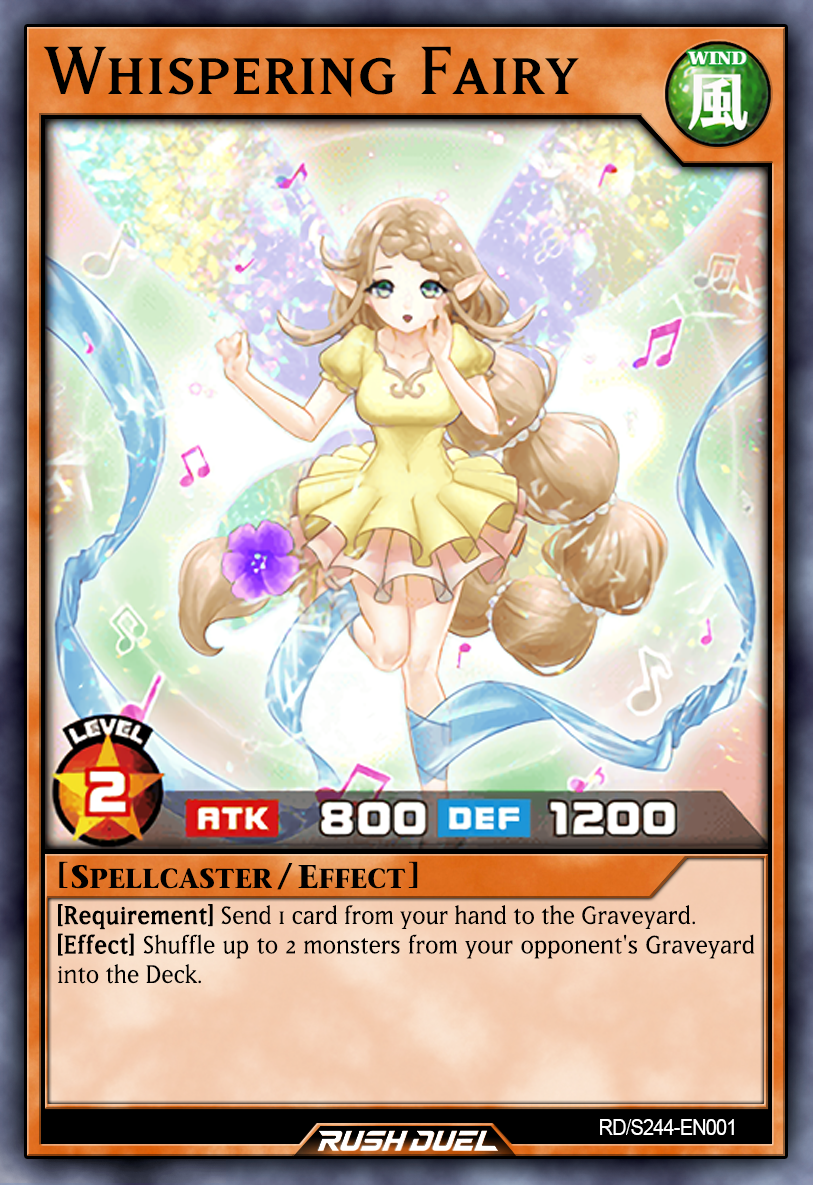 Whispering Fairy
WIND
風
LEVEL
2
ATK 800 DEF 1200
[Spellcaster / Effect]
[Requirement] Send 1 card from your hand to the Graveyard.
[Effect] Shuffle up to 2 monsters from your opponent's Graveyard
into the Deck.
RUSH DUEL
RD/S244-EN001